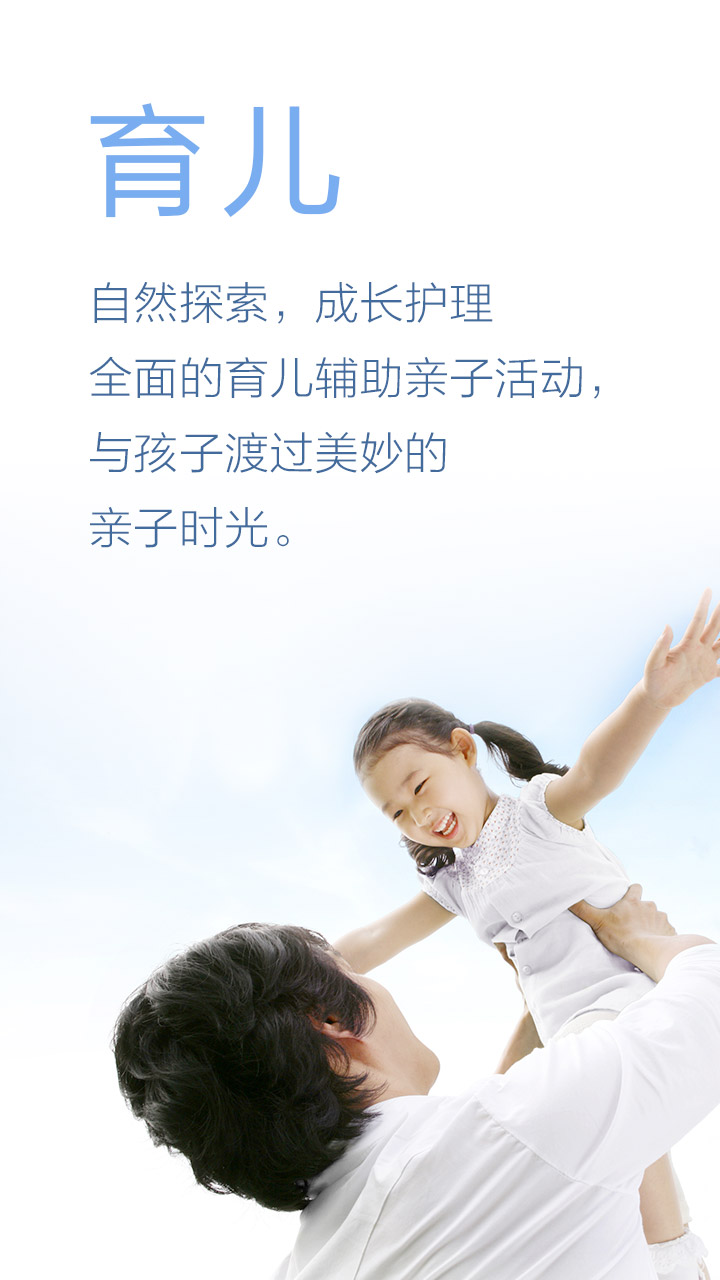 育儿
自然探索，成长护理
全面的育儿辅助亲子活动，
与孩子渡过美妙的
亲子时光。